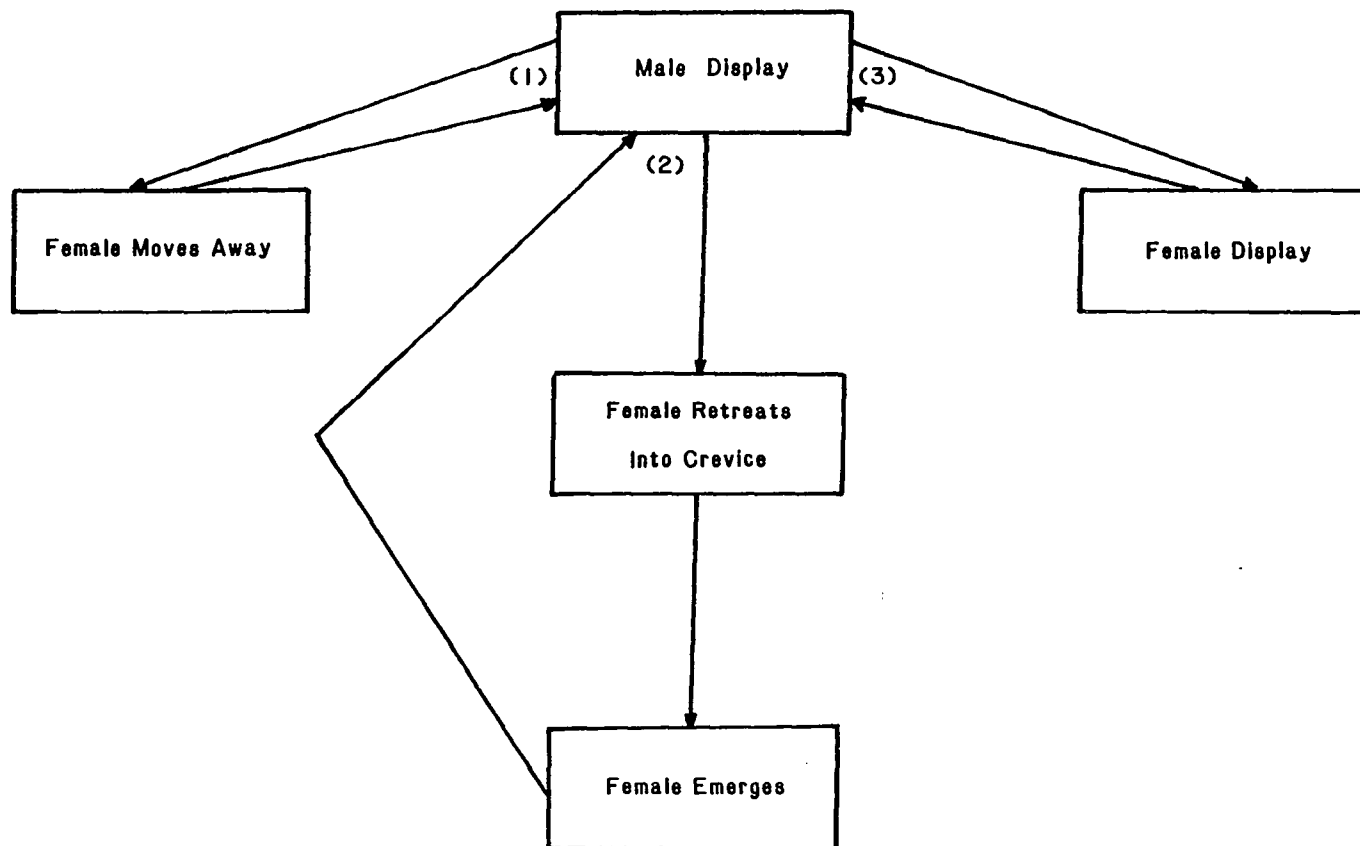 Male Display
(1)
(3)
(2)
Female Moves Away
Female Display
Female Retreats
Into Crevice
Female Emerges